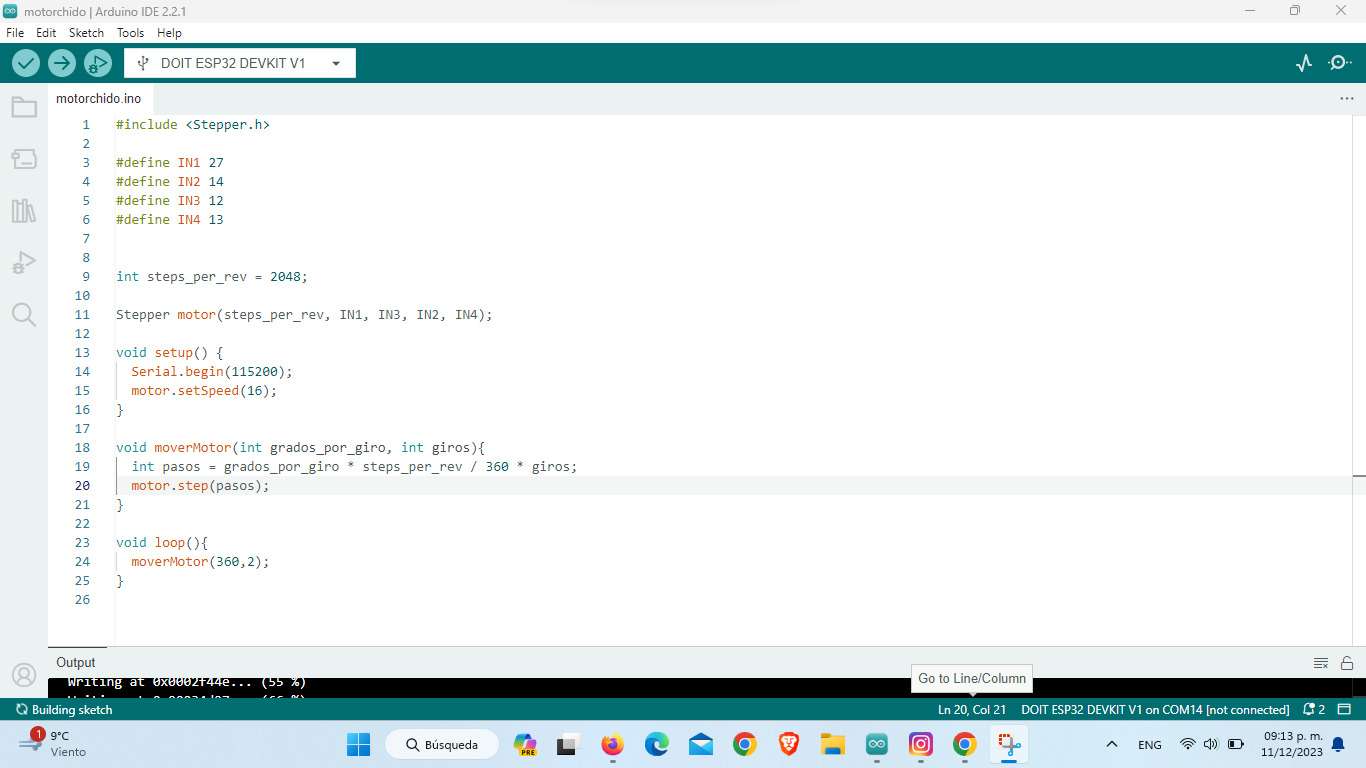 motorchido | Arduino IDE 2.2.1
File Edit Sketch Tools Help
DOIT ESP32 DEVKIT V1
motorchido.ino
...
1 #include <Stepper.h>
2
3 #define IN1 27
4 #define IN2 14
5 #define IN3 12
6 #define IN4 13
7
8
9 int steps_per_rev = 2048;
10
11 Stepper motor(steps_per_rev, IN1, IN3, IN2, IN4);
12
13 void setup() {
14 Serial.begin(115200);
15 motor.setSpeed(16);
16 }
17
18 void moverMotor(int grados_por_giro, int giros){
19 int pasos = grados_por_giro * steps_per_rev / 360 * giros;
20 motor.step(pasos);
21 }
22
23 void loop(){
24 moverMotor(360,2);
25 }
26
Output
Writing at 0x0002f44e... (55 %)
Go to Line/Column
Building sketch
Ln 20, Col 21 DOIT ESP32 DEVKIT V1 on COM14 [not connected] 2
1
9°C
Viento
Búsqueda
PRE
ENG
09:13 p. m.
11/12/2023